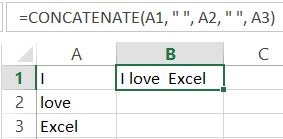 =CONCATENATE(A1, " ", A2, " ", A3)
A B C
1 I I love  Excel
2 love
3 Excel